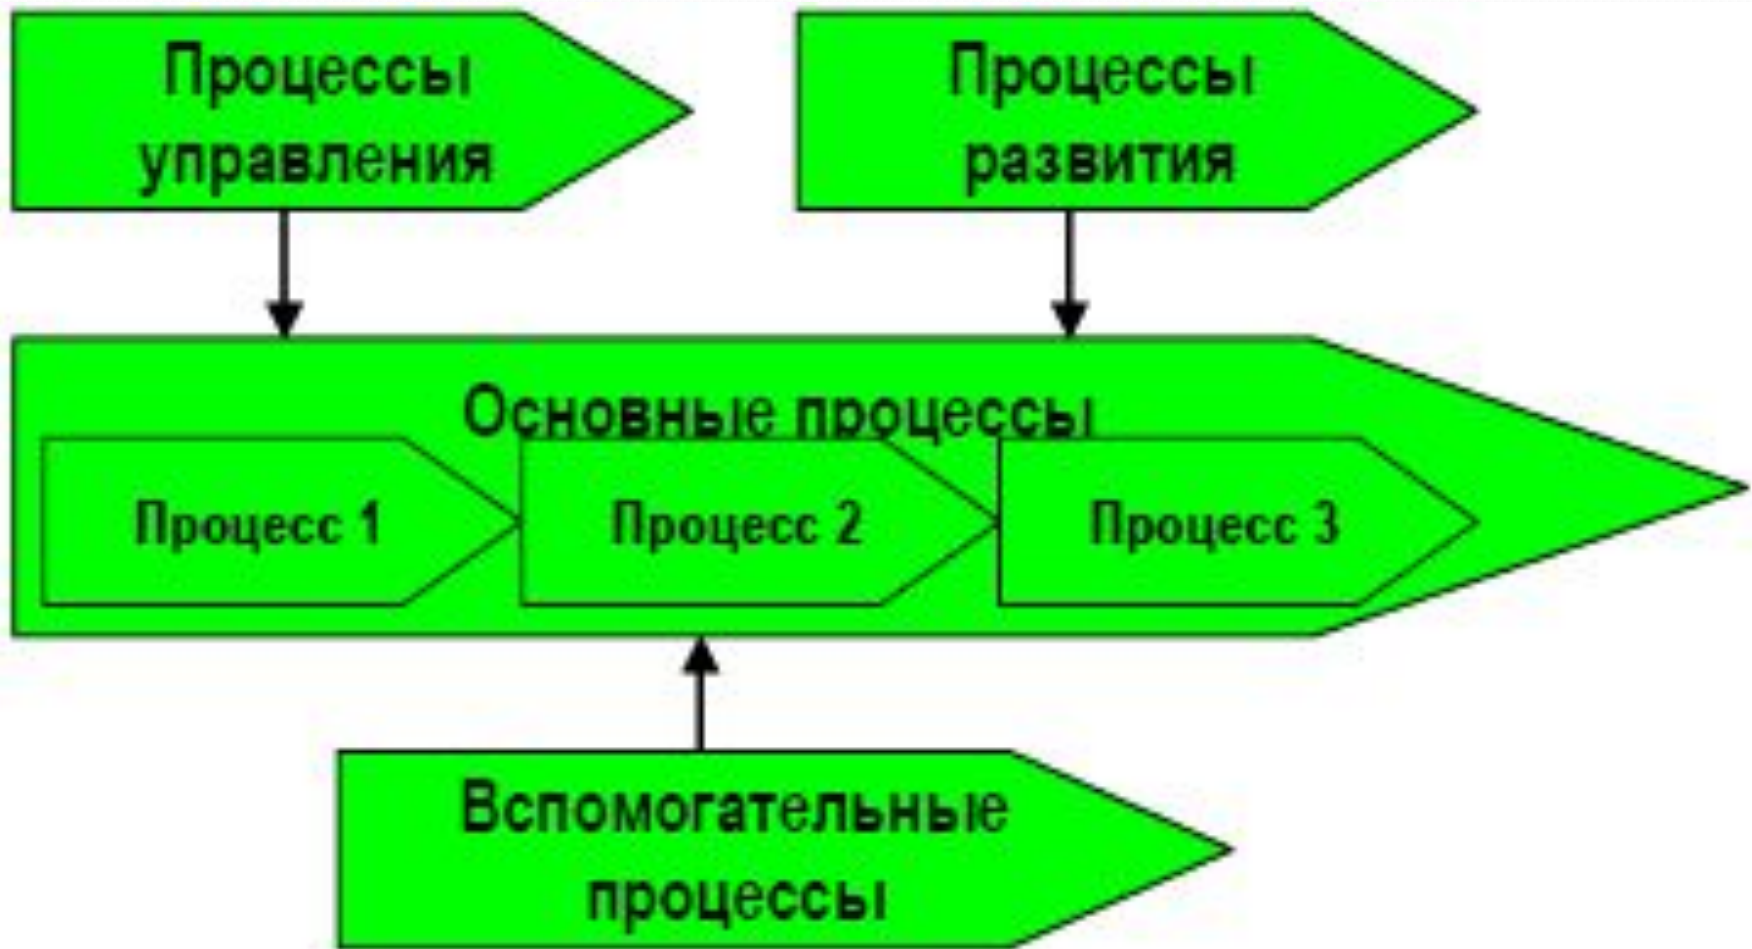 Процессы
управления
Процессы
развития
Основные процессы
Процесс 1
Процесс 2
Процесс 3
Вспомогательные
процессы